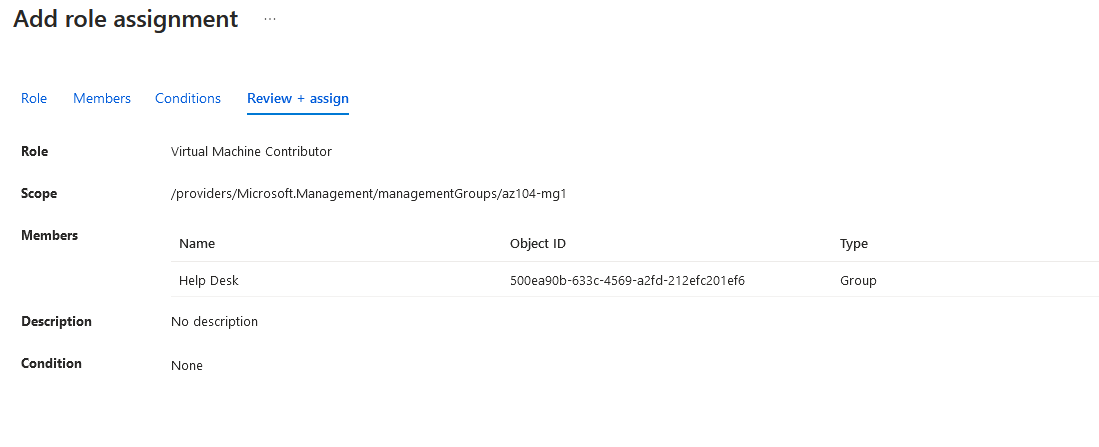 Add role assignment ...
Role Members Conditions Review + assign
Role Virtual Machine Contributor
Scope /providers/Microsoft.Management/managementGroups/az104-mg1
Members
Name Object ID Type
Help Desk 500ea90b-633c-4569-a2fd-212efc201ef6 Group
Description No description
Condition None